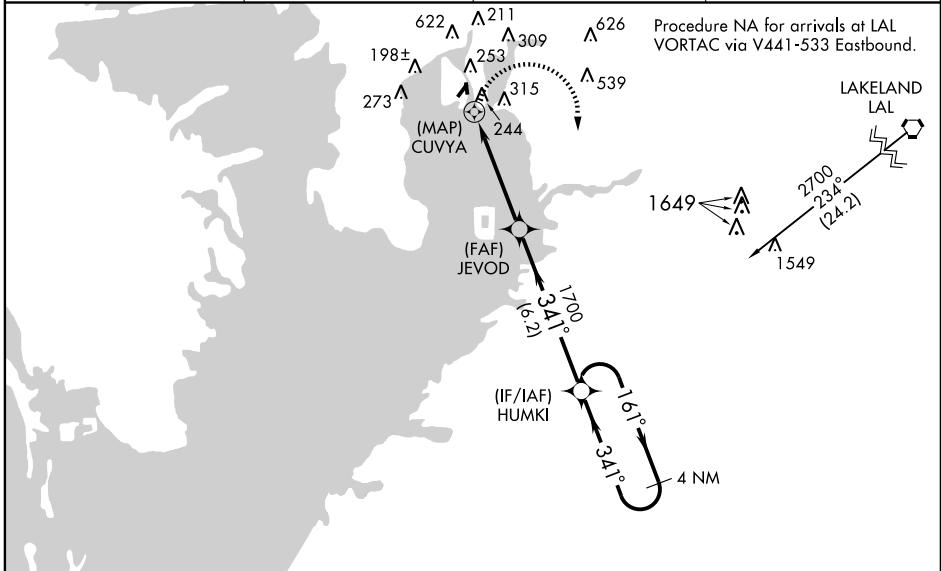 622
211
309
626
Procedure NA for arrivals at LAL
VORTAC via V441-533 Eastbound.
198±
253
539
273
315
244
LAKELAND
LAL
(MAP)
CUVYA
2700
234°
(24.2)
1649
1549
(FAF)
JEVOD
1700
341°
(6.2)
(IF/IAF)
HUMKI
161°
341°
4 NM